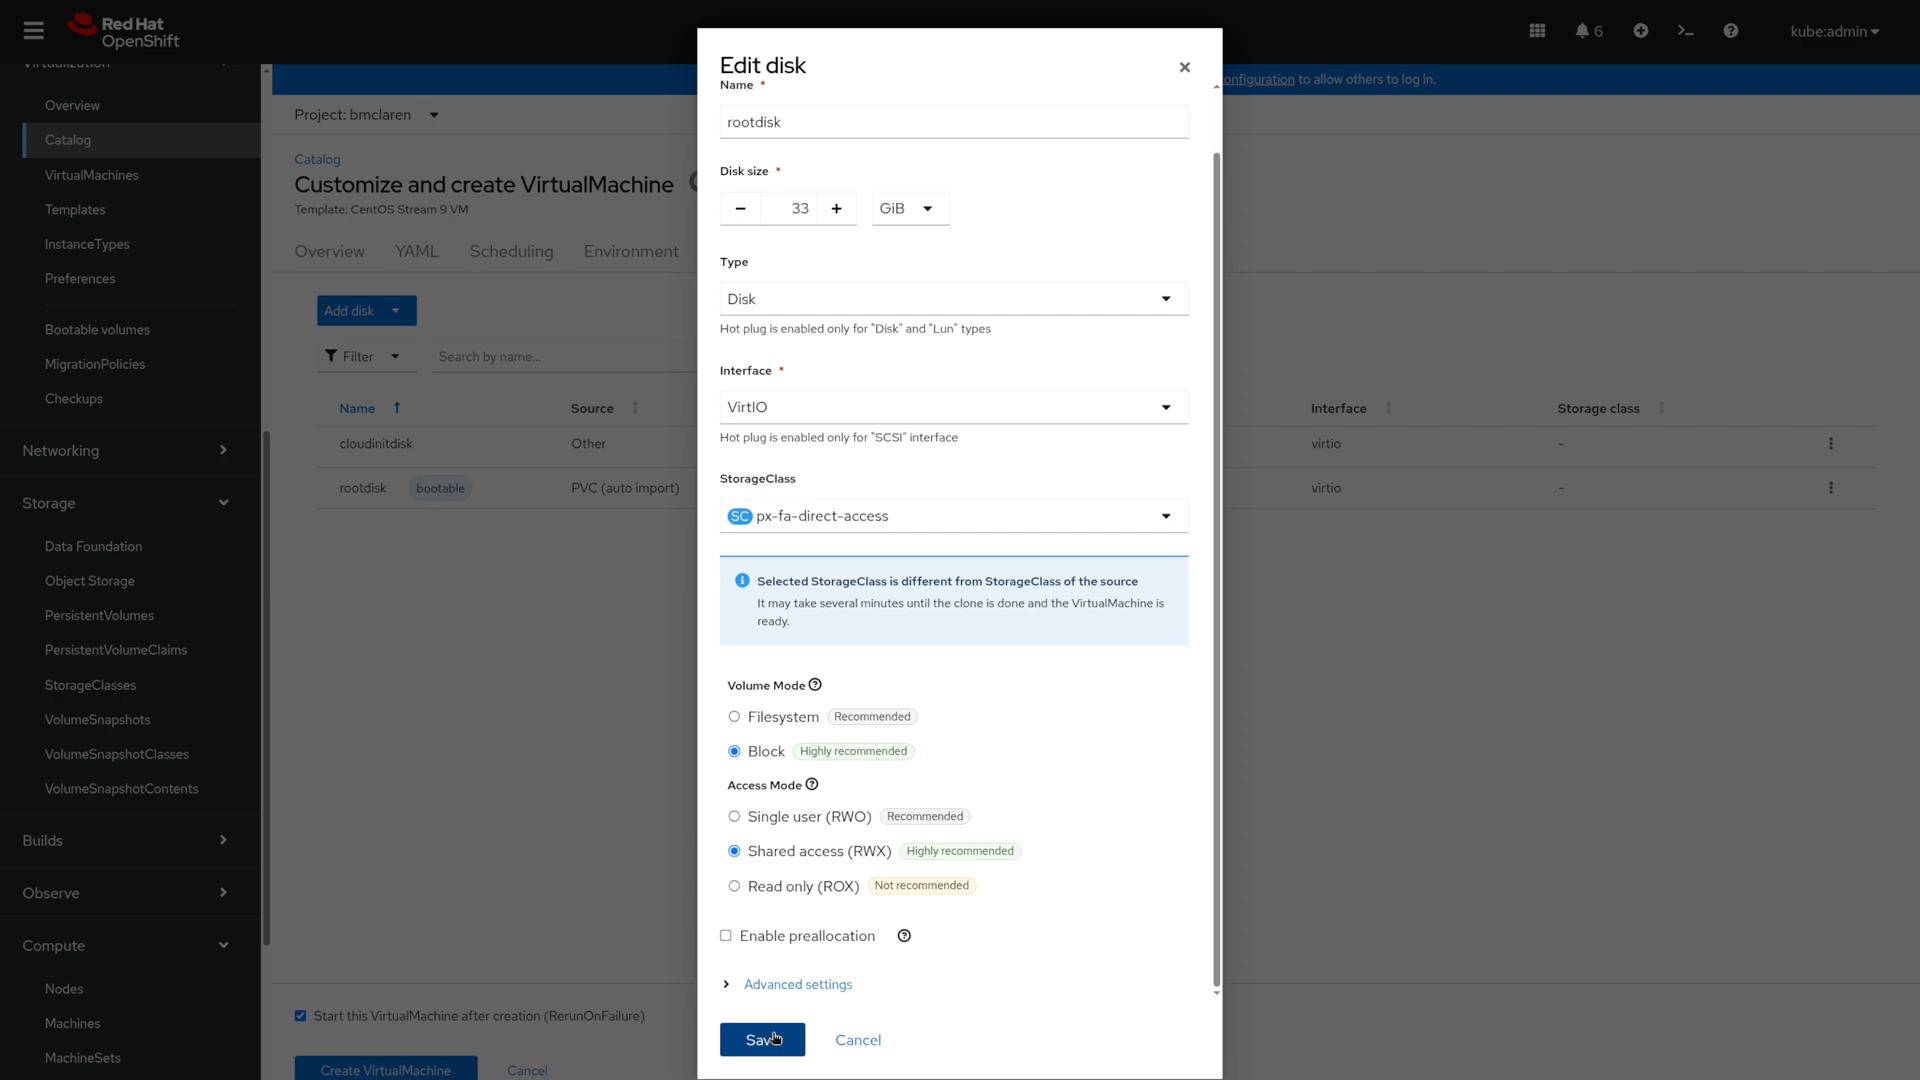 Red Hat
OpenShift
6
kube:admin
Virtualization
Overview
Catalog
VirtualMachines
Templates
InstanceTypes
Preferences
Bootable volumes
MigrationPolicies
Checkups
Networking
Storage
Data Foundation
Object Storage
PersistentVolumes
PersistentVolumeClaims
StorageClasses
VolumeSnapshots
VolumeSnapshotClasses
VolumeSnapshotContents
Builds
Observe
Compute
Nodes
Machines
MachineSets
onfiguration to allow others to log in.
Project: bmclaren
Catalog
Customize and create VirtualMachine
Template: CentOS Stream 9 VM
Overview YAML Scheduling Environment
Add disk
Filter Search by name...
Name Source Interface Storage class
cloudinitdisk Other virtio -
rootdisk bootable PVC (auto import) virtio -
Start this VirtualMachine after creation (RerunOnFailure)
Create VirtualMachine Cancel
Edit disk
Name *
rootdisk
Disk size *
33 GiB
Type
Disk
Hot plug is enabled only for "Disk" and "Lun" types
Interface *
VirtIO
Hot plug is enabled only for "SCSI" interface
StorageClass
SC px-fa-direct-access
Selected StorageClass is different from StorageClass of the source
It may take several minutes until the clone is done and the VirtualMachine is
ready.
Volume Mode
Filesystem Recommended
Block Highly recommended
Access Mode
Single user (RWO) Recommended
Shared access (RWX) Highly recommended
Read only (ROX) Not recommended
Enable preallocation
Advanced settings
Save Cancel